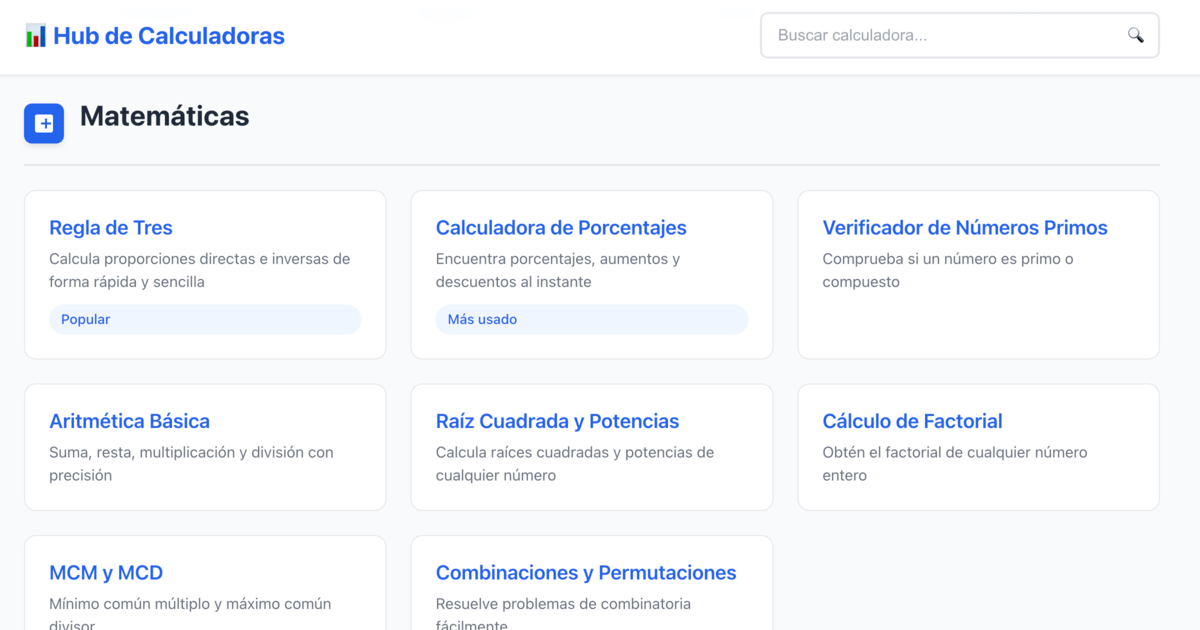 Hub de Calculadoras
Buscar calculadora...
Matemáticas
Regla de Tres
Calcula proporciones directas e inversas de
forma rápida y sencilla
Popular
Calculadora de Porcentajes
Encuentra porcentajes, aumentos y
descuentos al instante
Más usado
Verificador de Números Primos
Comprueba si un número es primo o
compuesto
Aritmética Básica
Suma, resta, multiplicación y división con
precisión
Raíz Cuadrada y Potencias
Calcula raíces cuadradas y potencias de
cualquier número
Cálculo de Factorial
Obtén el factorial de cualquier número
entero
MCM y MCD
Mínimo común múltiplo y máximo común
divisor
Combinaciones y Permutaciones
Resuelve problemas de combinatoria
fácilmente